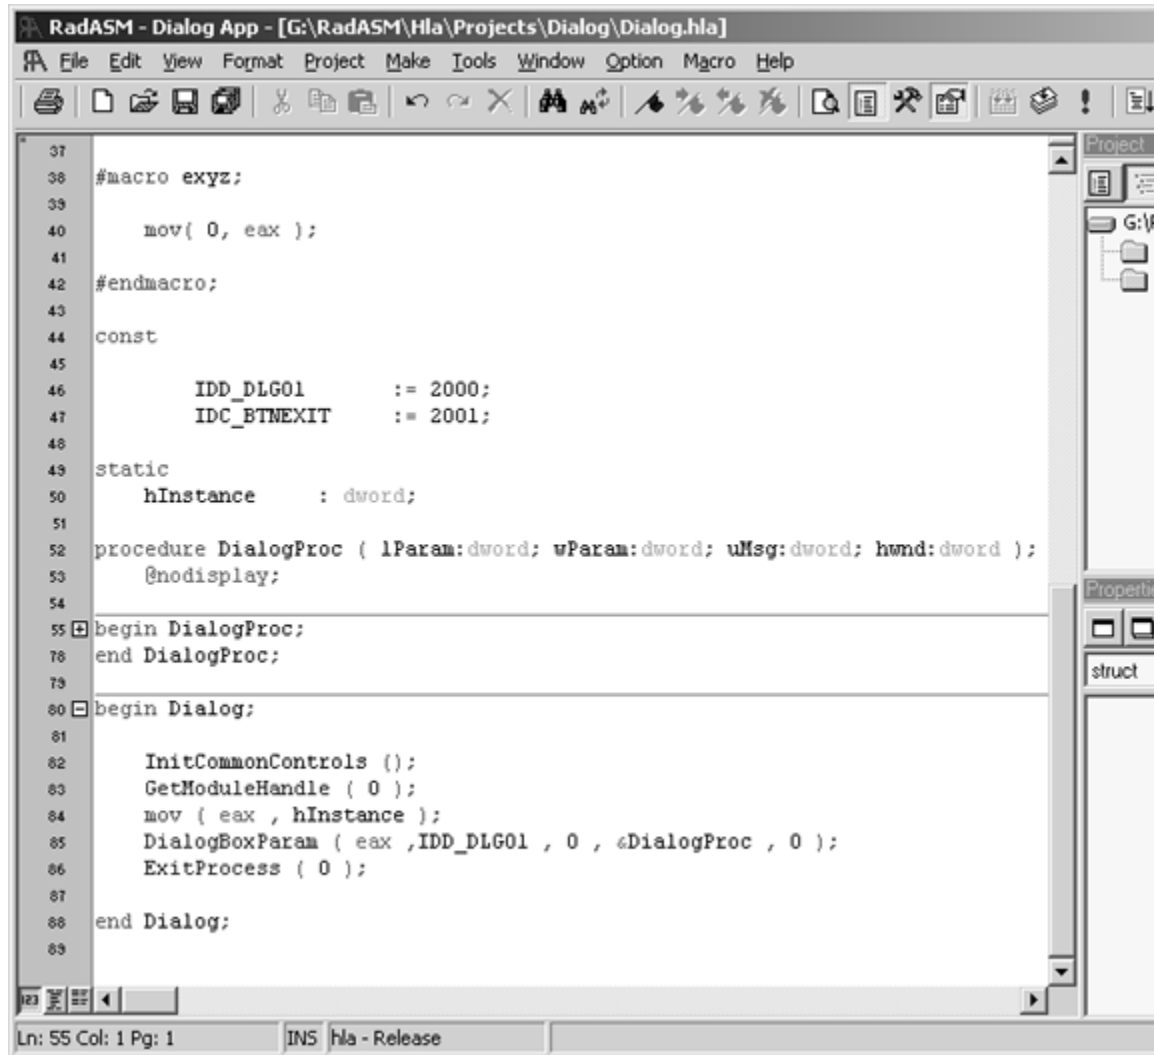 RadASM - Dialog App - [G:\RadASM\Hla\Projects\Dialog\Dialog.hla]
File Edit View Format Project Make Tools Window Option Macro Help
Project
37
38 #macro exyz;
39
40 mov( 0, eax );
41
42 #endmacro;
43
44 const
45
46 IDD_DLG01 := 2000;
47 IDC_BTNEXIT := 2001;
48
49 static
50 hInstance : dword;
51
52 procedure DialogProc ( lParam:dword; wParam:dword; uMsg:dword; hwnd:dword );
53 @nodisplay;
54
55 begin DialogProc;
78 end DialogProc;
79
80 begin Dialog;
81
82 InitCommonControls ();
83 GetModuleHandle ( 0 );
84 mov ( eax , hInstance );
85 DialogBoxParam ( eax ,IDD_DLG01 , 0 , &DialogProc , 0 );
86 ExitProcess ( 0 );
87
88 end Dialog;
89
G:\
Properti
struct
123
Ln: 55 Col: 1 Pg: 1 INS hla - Release